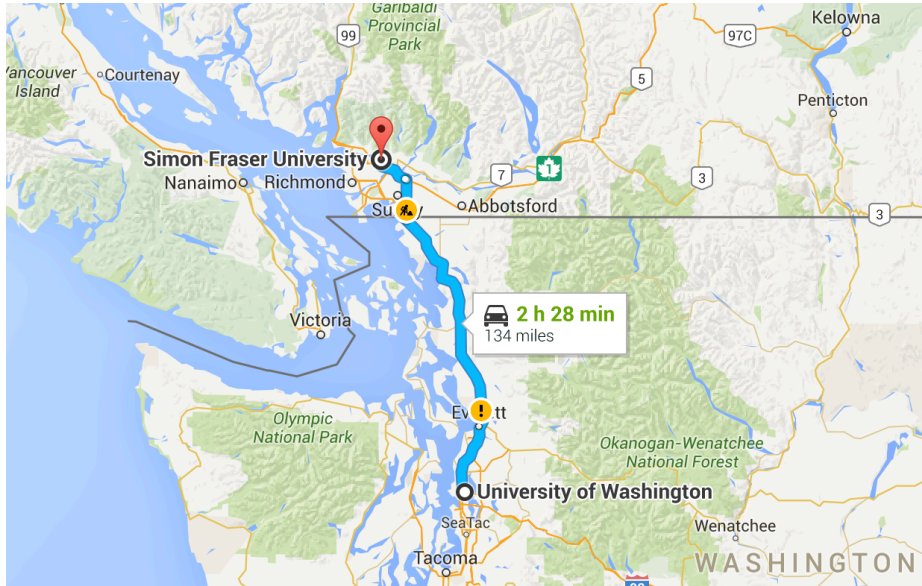 Garibaldi
Provincial
Park
99
Kelowna
97C
Vancouver
Island
Courtenay
5
Penticton
Simon Fraser University
Nanaimo
Richmond
7
1
3
Abbotsford
3
2 h 28 min
134 miles
Victoria
Olympic
National Park
Okanogan-Wenatchee
National Forest
University of Washington
SeaTac
Wenatchee
Tacoma
WASHINGTON